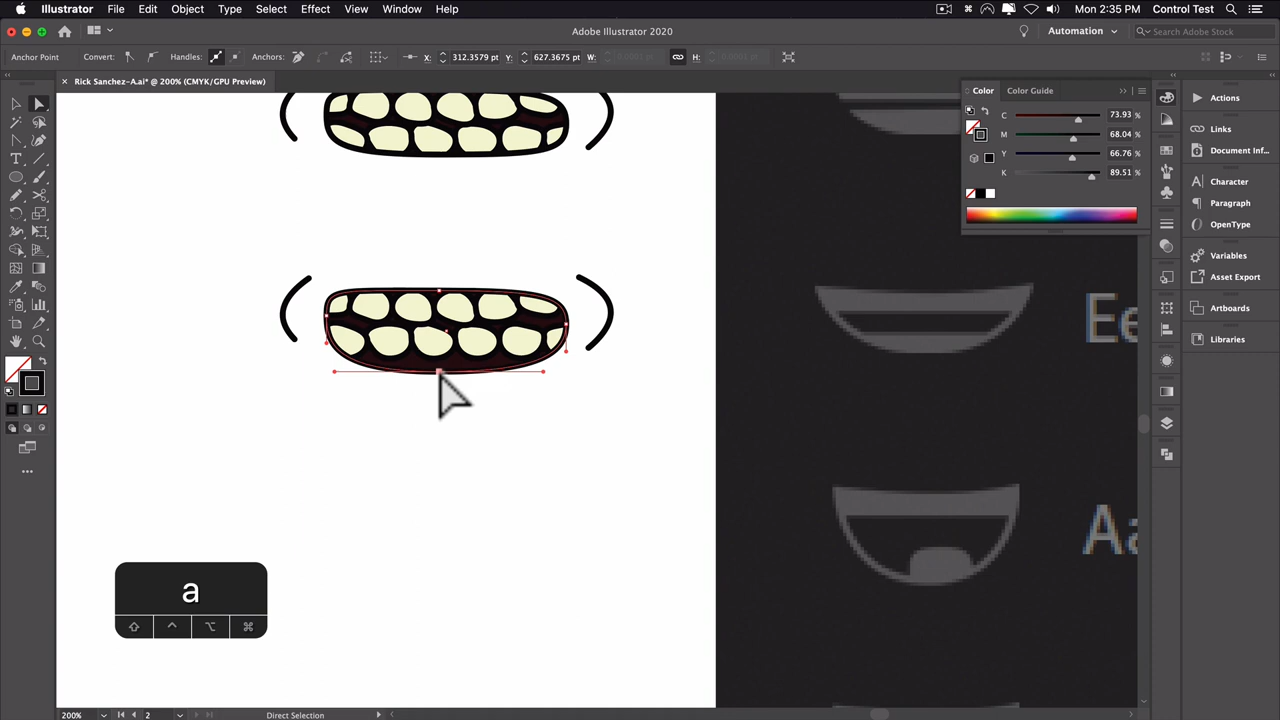 Illustrator File Edit Object Type Select Effect View Window Help
Mon 2:35 PM Control Test
Adobe Illustrator 2020
Automation
Search Adobe Stock
Anchor Point Convert: Handles: Anchors: X: 312.3579 pt Y: 627.3675 pt W: H:
× Rick Sanchez-A.ai* @ 200% (CMYK/GPU Preview)
Color Color Guide
C 73.93 %
M 68.04 %
Y 66.76 %
K 89.51 %
Actions
Links
Document Inf...
Character
Paragraph
OpenType
Variables
Asset Export
Artboards
Libraries
Ee
Aa
a
200% 2 Direct Selection